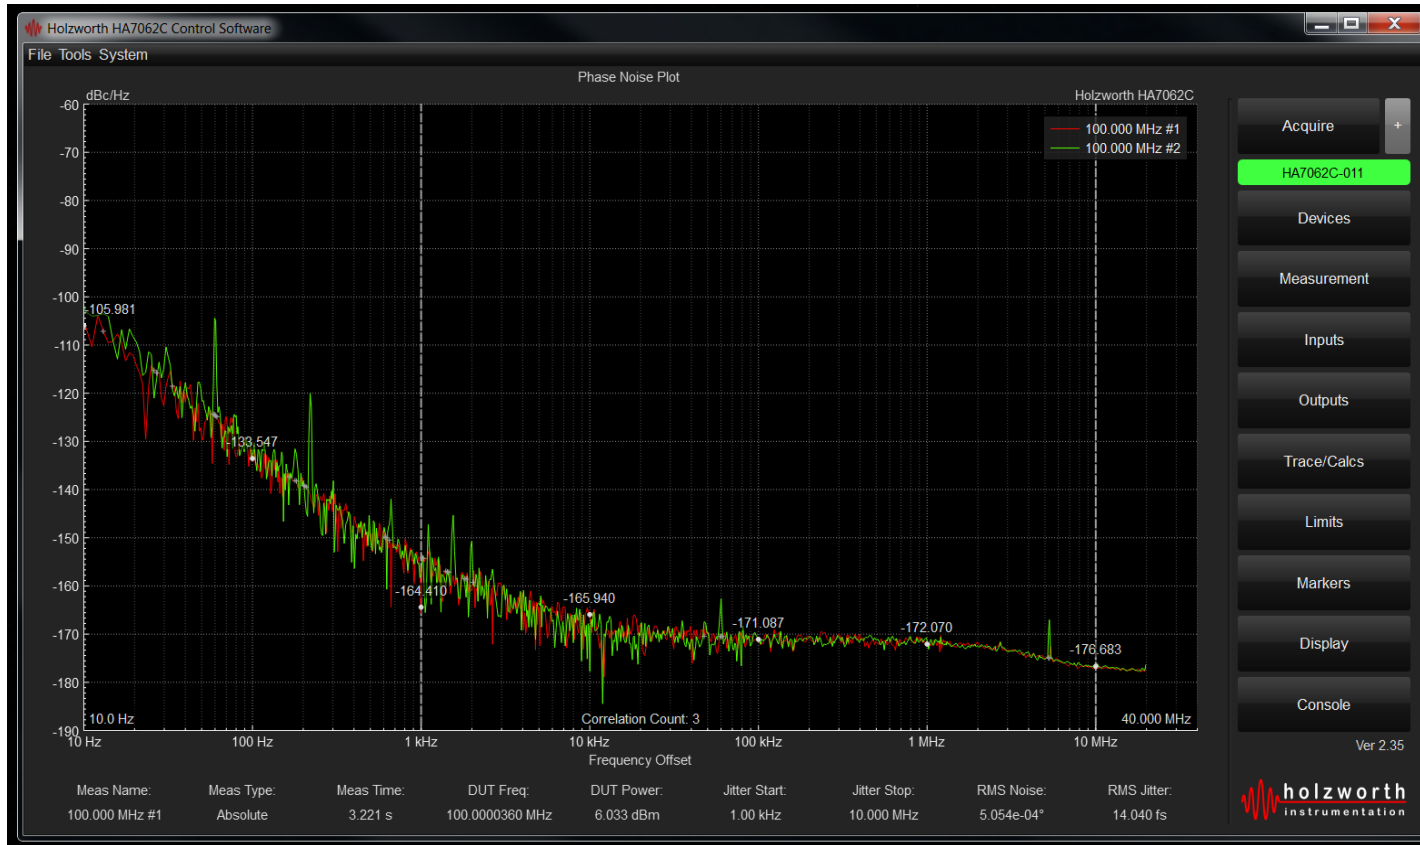 Holzworth HA7062C Control Software
File Tools System
Phase Noise Plot
dBc/Hz
Holzworth HA7062C
100.000 MHz #1
100.000 MHz #2
-60
-70
-80
-90
-100
-110
-120
-130
-140
-150
-160
-170
-180
-190
-105.981
-133.547
-164.410
-165.940
-171.087
-172.070
-176.683
10.0 Hz
Correlation Count: 3
40.000 MHz
10 Hz
100 Hz
1 kHz
10 kHz
100 kHz
1 MHz
10 MHz
Frequency Offset
Meas Name: Meas Type: Meas Time: DUT Freq: DUT Power: Jitter Start: Jitter Stop: RMS Noise: RMS Jitter:
100.000 MHz #1 Absolute 3.221 s 100.0000360 MHz 6.033 dBm 1.00 kHz 10.000 MHz 5.054e-04° 14.040 fs
Acquire +
HA7062C-011
Devices
Measurement
Inputs
Outputs
Trace/Calcs
Limits
Markers
Display
Console
Ver 2.35
holzworth
instrumentation